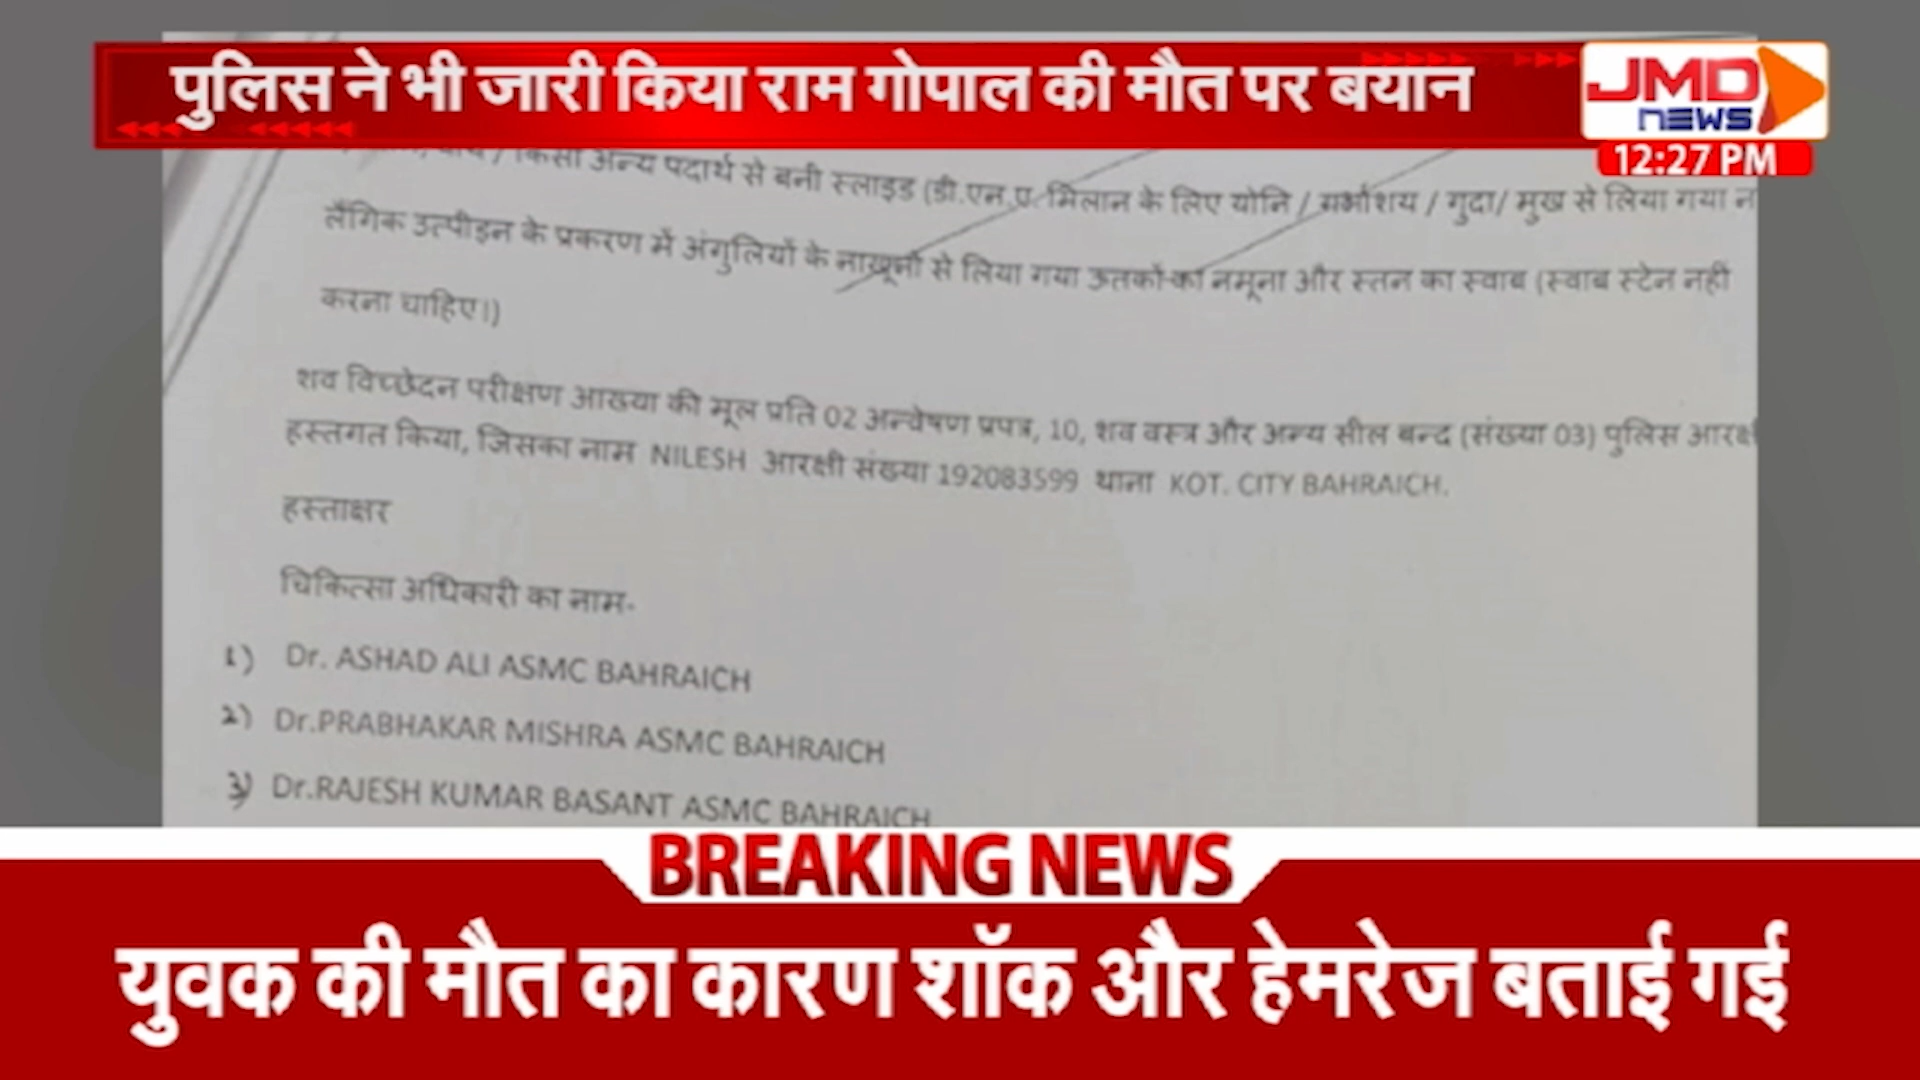 पुलिस ने भी जारी किया राम गोपाल की मौत पर बयान
JMD
NEWS
12:27 PM
किसी अन्य पदार्थ से बनी स्लाइड (डी.एन.ए. मिलान के लिए योनि / गर्भाशय / गुदा/ मुख से लिया गया
लैंगिक उत्पीड़न के प्रकरण में अंगुलियों के नाखूनों से लिया गया ऊतकों का नमूना और स्तन का स्वाब (स्वाब स्टेन नहीं
करना चाहिए।)
शव विच्छेदन परीक्षण आख्या की मूल प्रति 02 अन्वेषण प्रपत्र, 10, शव वस्त्र और अन्य सील बन्द (संख्या 03) पुलिस
हस्तगत किया, जिसका नाम NILESH आरक्षी संख्या 192083599 थाना KOT. CITY BAHRAICH.
हस्ताक्षर
चिकित्सा अधिकारी का नाम-
1) Dr. ASHAD ALI ASMC BAHRAICH
2) Dr.PRABHAKAR MISHRA ASMC BAHRAICH
3) Dr.RAJESH KUMAR BASANT ASMC BAHRAICH
BREAKING NEWS
युवक की मौत का कारण शॉक और हेमरेज बताई गई